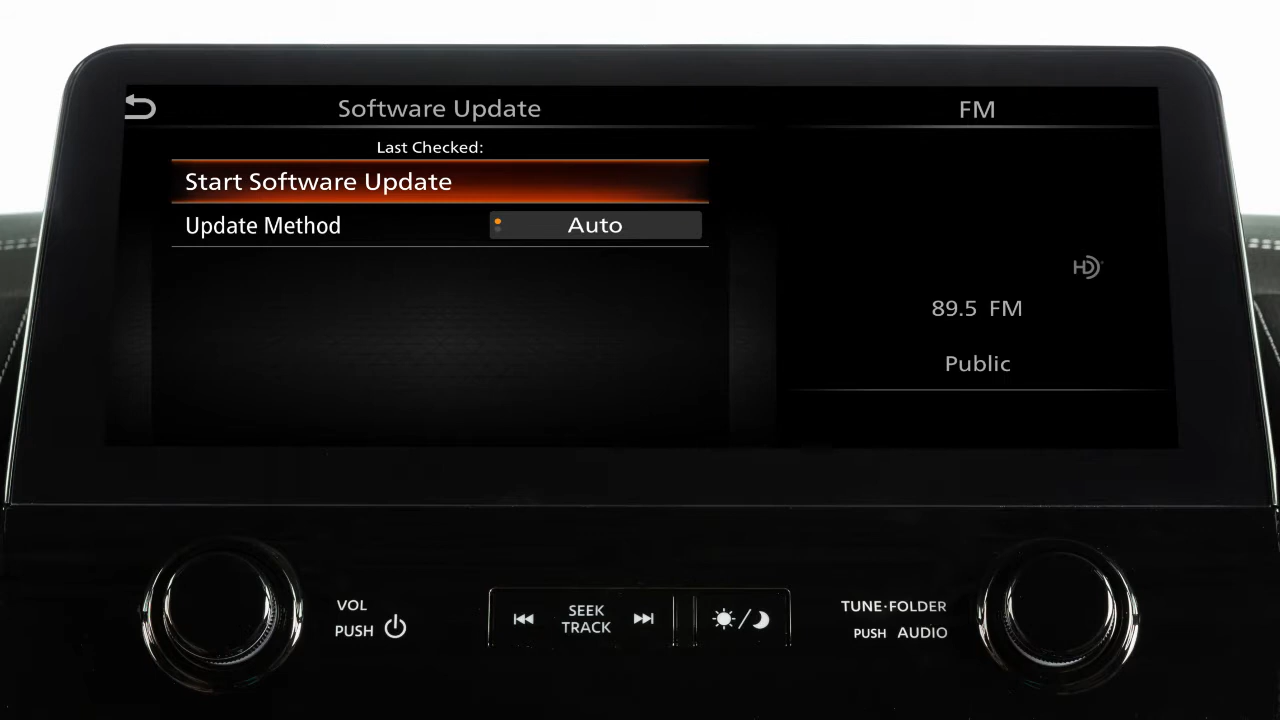 Software Update
FM
Last Checked:
Start Software Update
Update Method
Auto
HD
89.5 FM
Public
VOL
PUSH
SEEK
TRACK
TUNE·FOLDER
PUSH AUDIO